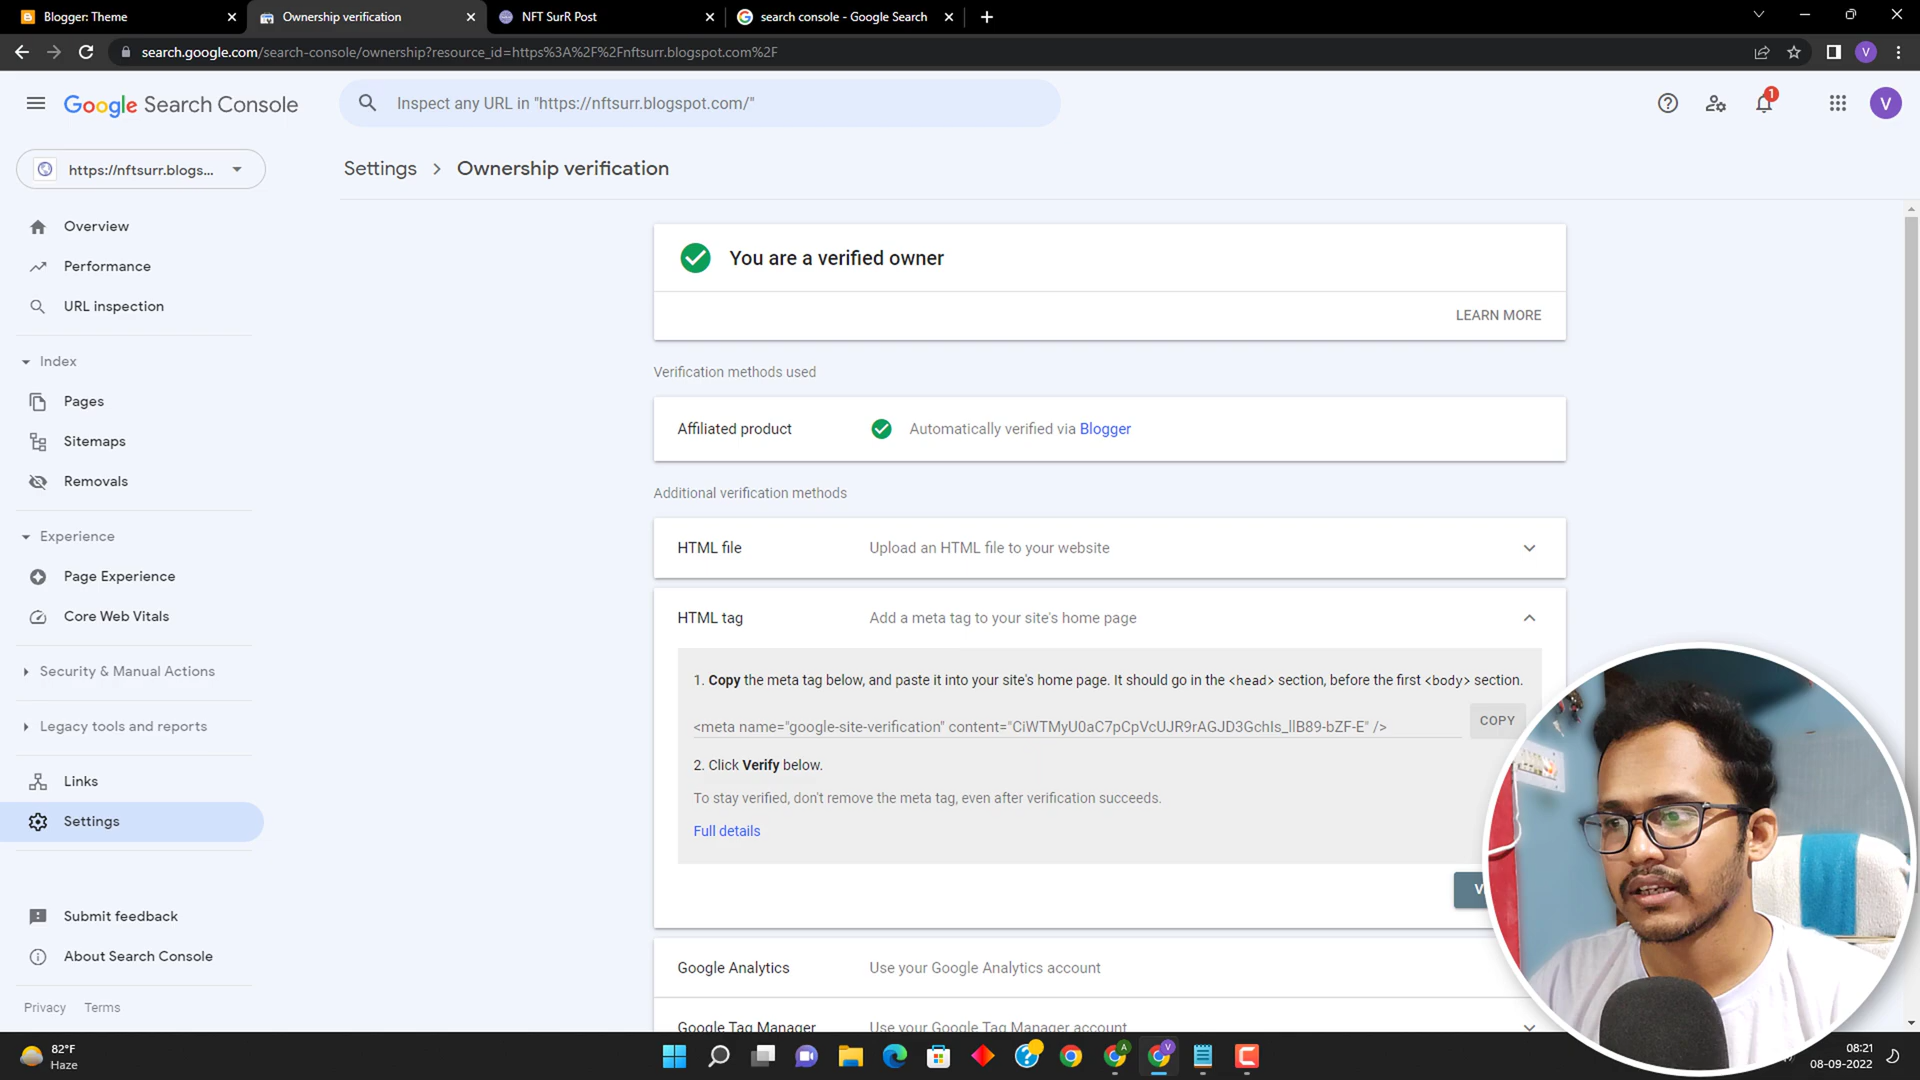 Blogger: Theme
Ownership verification
NFT SurR Post
search console - Google Search
search.google.com/search-console/ownership?resource_id=https%3A%2F%2Fnftsurr.blogspot.com%2F
V
Google Search Console
Inspect any URL in "https://nftsurr.blogspot.com/"
1
V
https://nftsurr.blogs...
Settings > Ownership verification
Overview
Performance
URL inspection
Index
Pages
Sitemaps
Removals
Experience
Page Experience
Core Web Vitals
Security & Manual Actions
Legacy tools and reports
Links
Settings
Submit feedback
About Search Console
Privacy Terms
You are a verified owner
LEARN MORE
Verification methods used
Affiliated product Automatically verified via Blogger
Additional verification methods
HTML file Upload an HTML file to your website
HTML tag Add a meta tag to your site's home page
1. Copy the meta tag below, and paste it into your site's home page. It should go in the <head> section, before the first <body> section.
<meta name="google-site-verification" content="CiWTMyU0aC7pCpVcUJR9rAGJD3GchIs_llB89-bZF-E" />
COPY
2. Click Verify below.
To stay verified, don't remove the meta tag, even after verification succeeds.
Full details
Google Analytics Use your Google Analytics account
Google Tag Manager Use your Google Tag Manager account
82°F
Haze
A
V
08:21
08-09-2022